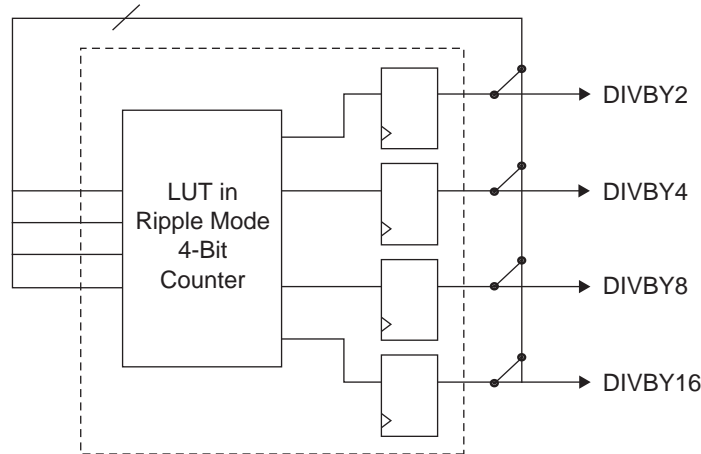 DIVBY2
LUT in
Ripple Mode
4-Bit
Counter
DIVBY4
DIVBY8
DIVBY16